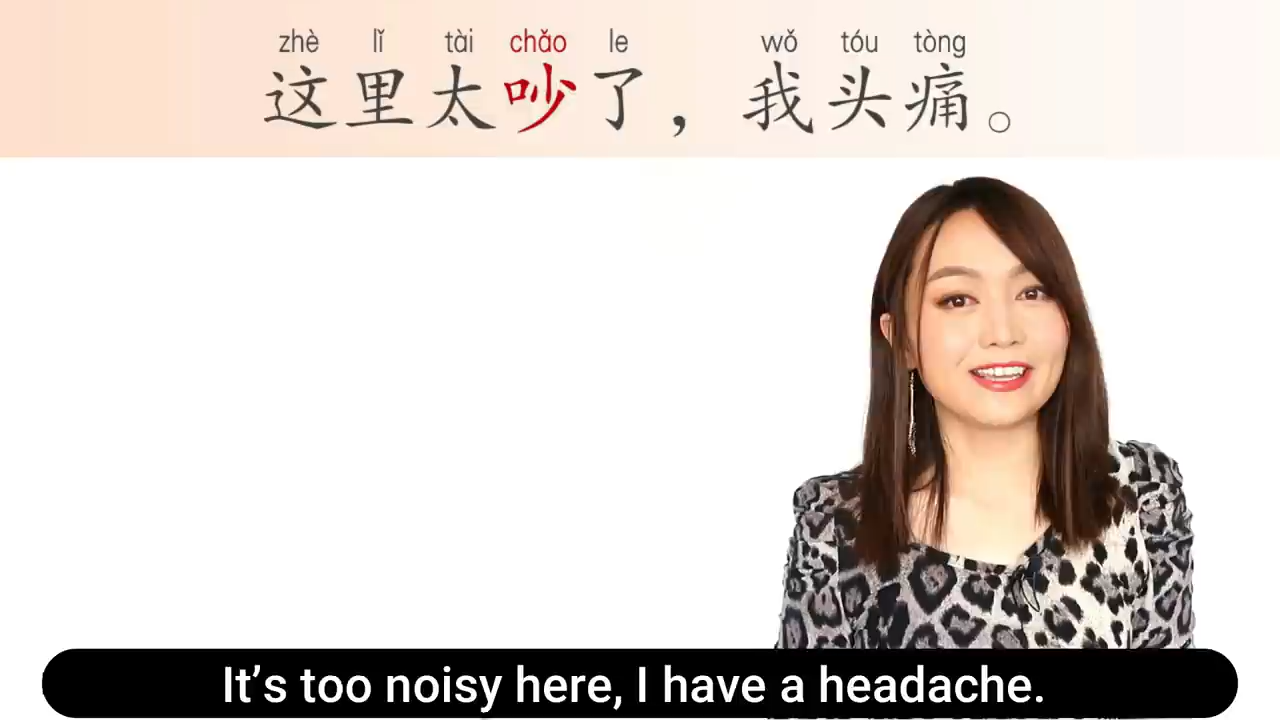 zhè lǐ tài chǎo le wǒ tóu tòng
这里太吵了，我头痛。
It's too noisy here, I have a headache.